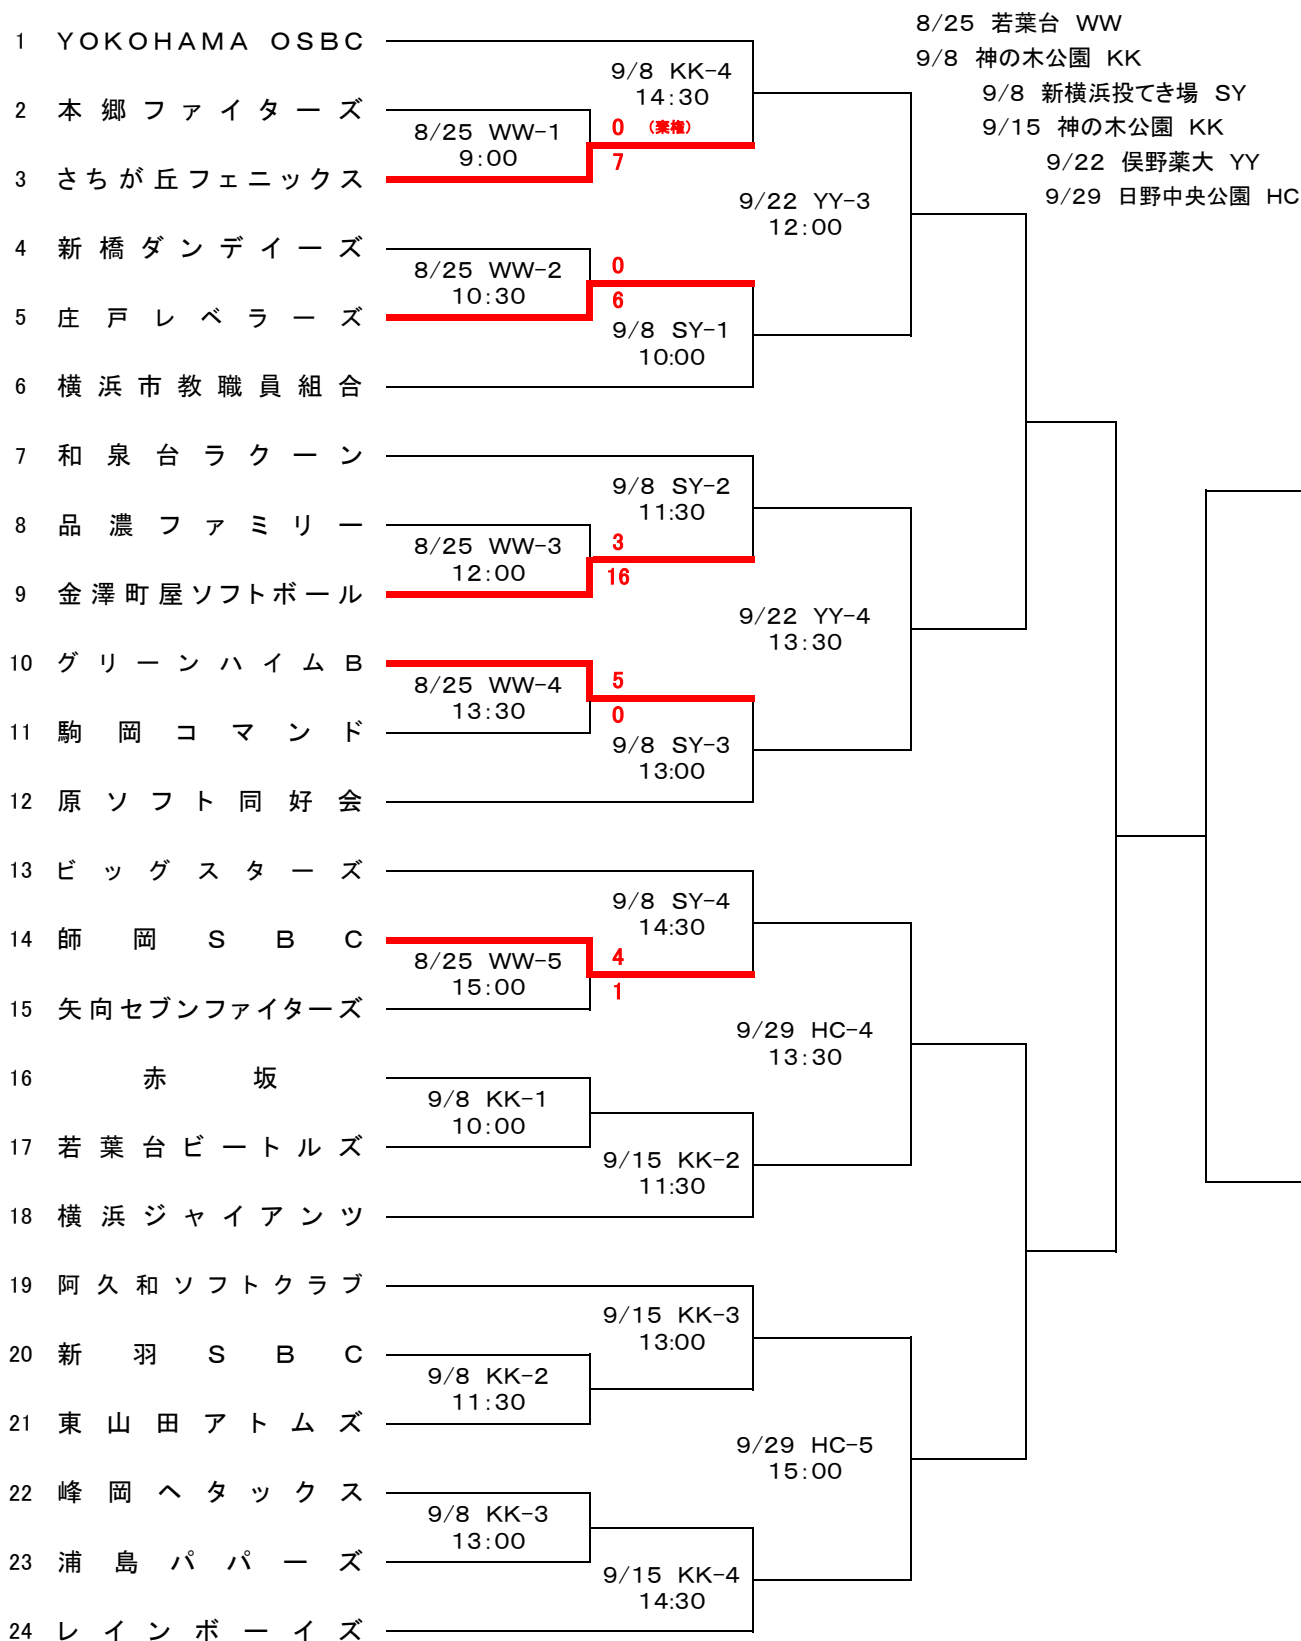 8/25 若葉台 WW
9/8 神の木公園 KK
9/8 新横浜投てき場 SY
9/15 神の木公園 KK
9/22 俣野薬大 YY
9/29 日野中央公園 HC
1 YOKOHAMA OSBC
9/8 KK-4
14:30
2 本郷ファイターズ
8/25 WW-1
9:00
0 (棄権)
7
3 さちが丘フェニックス
9/22 YY-3
12:00
4 新橋ダンデイーズ
8/25 WW-2
10:30
0
6
5 庄戸レベラーズ
9/8 SY-1
10:00
6 横浜市教職員組合
7 和泉台ラクーン
9/8 SY-2
11:30
8 品濃ファミリー
8/25 WW-3
12:00
3
16
9 金澤町屋ソフトボール
9/22 YY-4
13:30
10 グリーンハイムB
8/25 WW-4
13:30
5
0
11 駒岡コマンド
9/8 SY-3
13:00
12 原ソフト同好会
13 ビッグスターズ
9/8 SY-4
14:30
14 師岡SBC
8/25 WW-5
15:00
4
1
15 矢向セブンファイターズ
9/29 HC-4
13:30
16 赤坂
9/8 KK-1
10:00
17 若葉台ビートルズ
9/15 KK-2
11:30
18 横浜ジャイアンツ
19 阿久和ソフトクラブ
9/15 KK-3
13:00
20 新羽SBC
9/8 KK-2
11:30
21 東山田アトムズ
9/29 HC-5
15:00
22 峰岡ヘタックス
9/8 KK-3
13:00
23 浦島パパーズ
9/15 KK-4
14:30
24 レインボーイズ